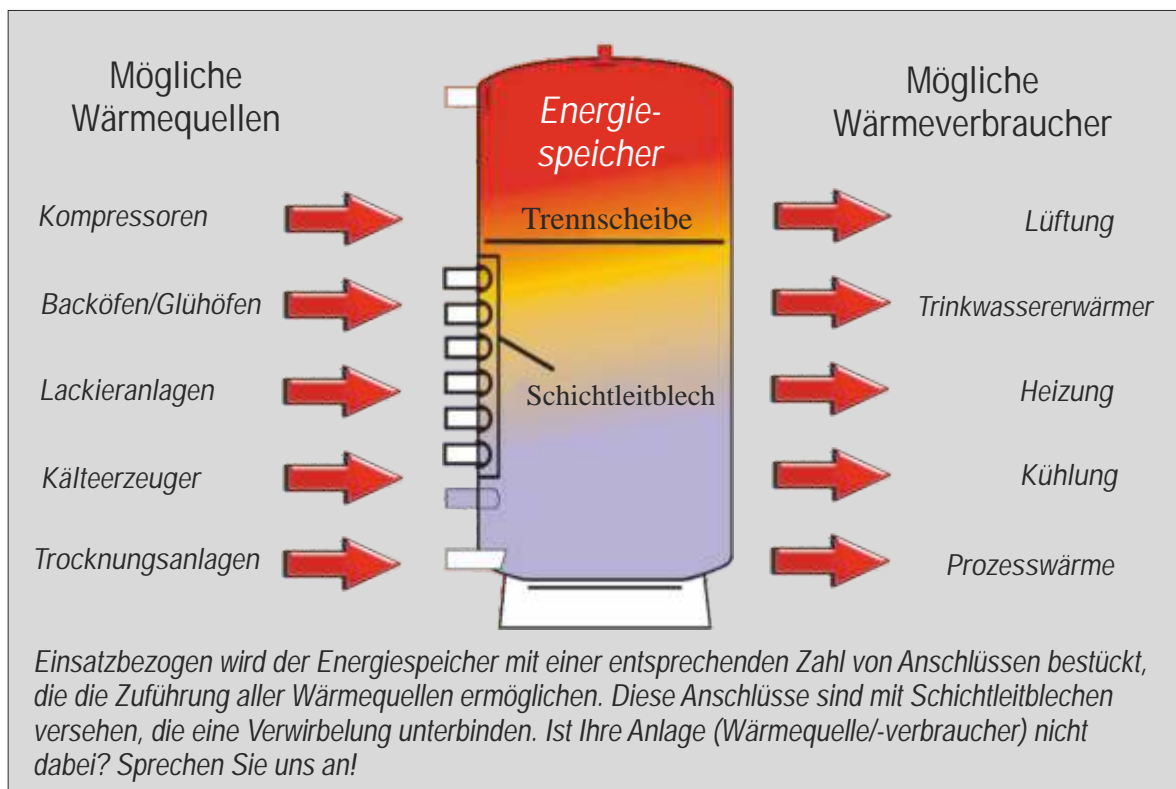 Mögliche
Wärmequellen
Kompressoren
Backöfen/Glühöfen
Lackieranlagen
Kälteerzeuger
Trocknungsanlagen
Energie-
speicher
Trennscheibe
Schichtleitblech
Mögliche
Wärmeverbraucher
Lüftung
Trinkwassererwärmer
Heizung
Kühlung
Prozesswärme
Einsatzbezogen wird der Energiespeicher mit einer entsprechenden Zahl von Anschlüssen bestückt,
die die Zuführung aller Wärmequellen ermöglichen. Diese Anschlüsse sind mit Schichtleitblechen
versehen, die eine Verwirbelung unterbinden. Ist Ihre Anlage (Wärmequelle/-verbraucher) nicht
dabei? Sprechen Sie uns an!